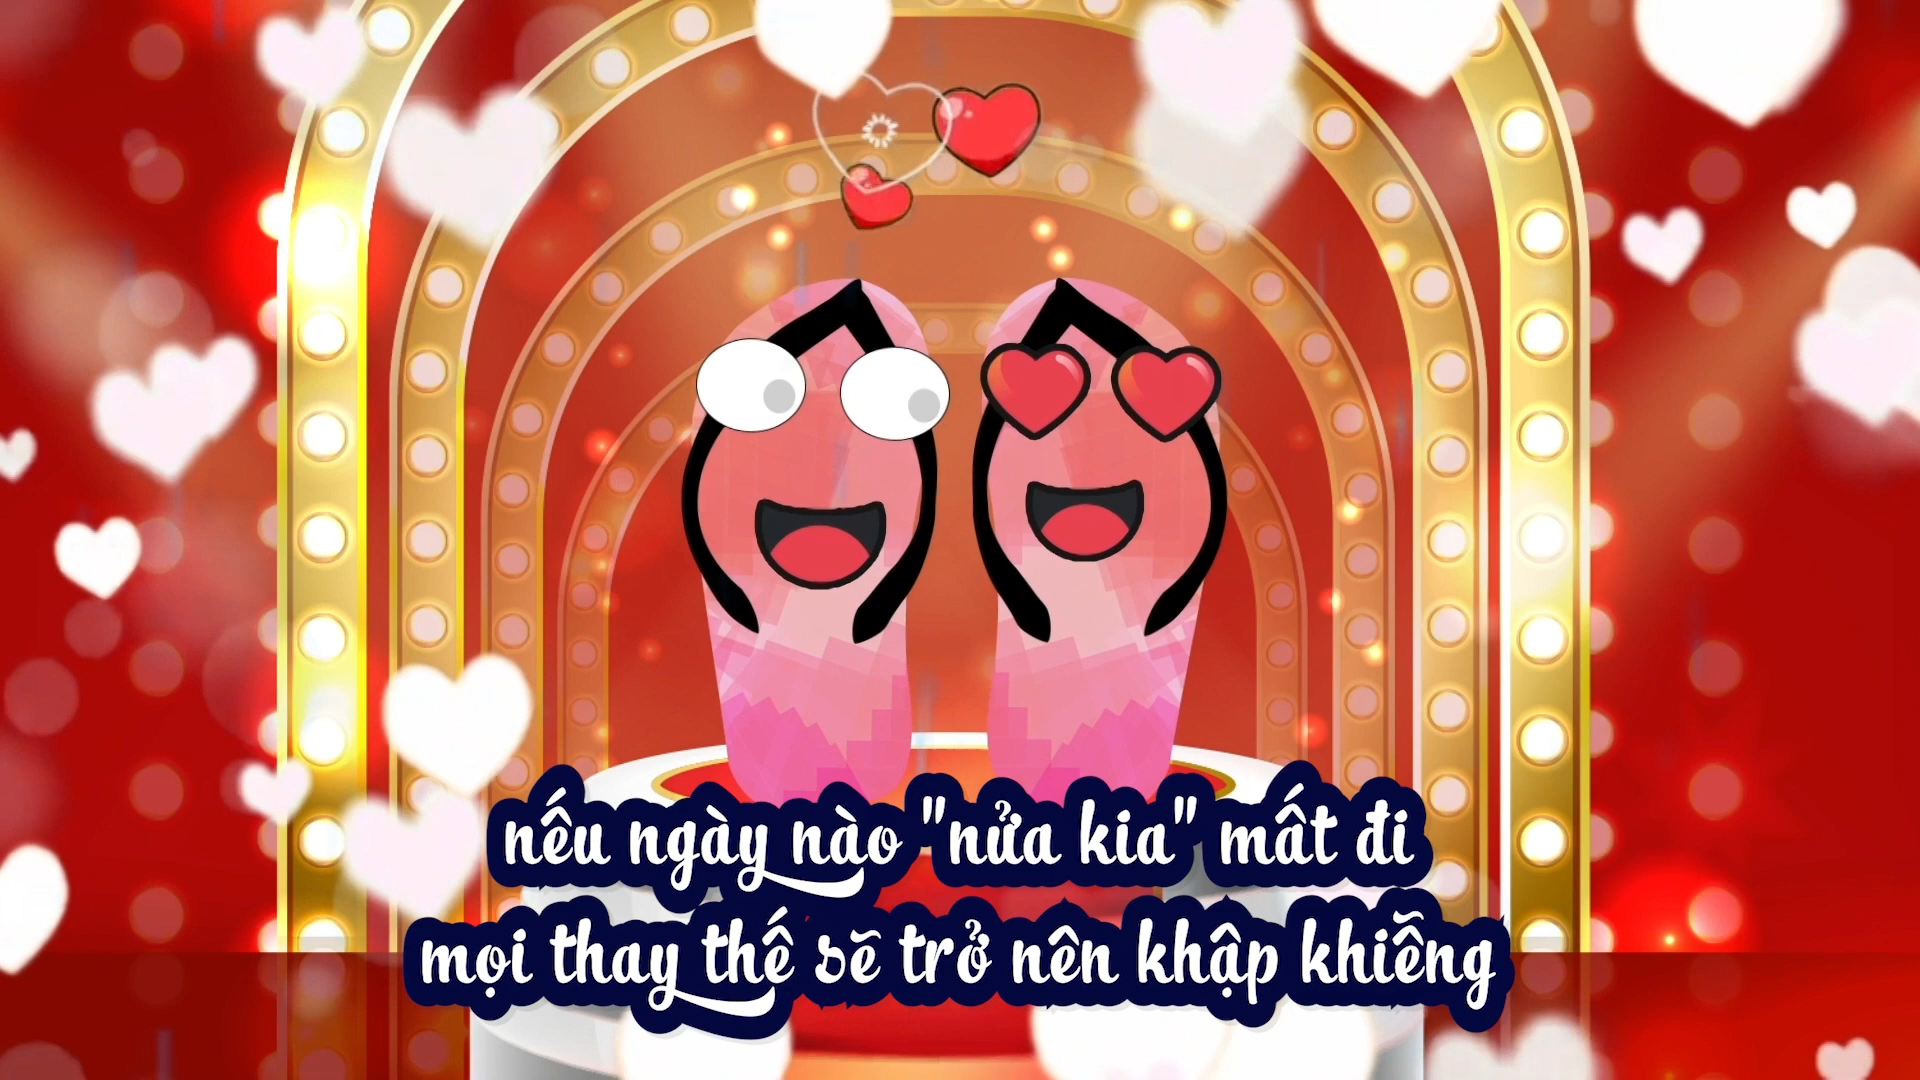 nếu ngày nào "nửa kia" mất đi
mọi thay thế sẽ trở nên khập khiễng